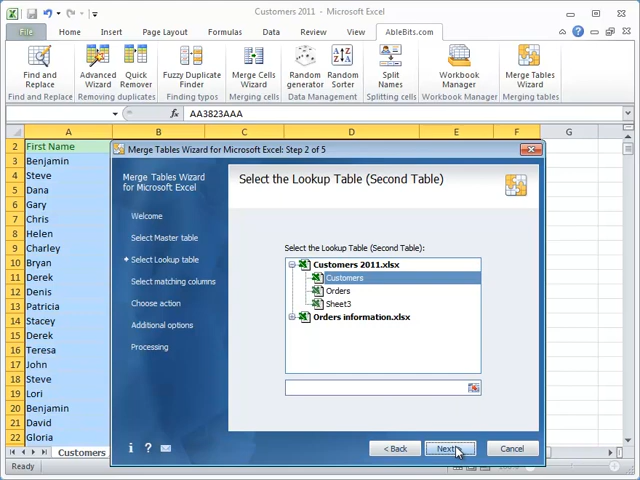 Customers 2011 - Microsoft Excel
File Home Insert Page Layout Formulas Data Review View AbleBits.com
Find and Replace
Advanced Wizard
Quick Remover
Fuzzy Duplicate Finder
Merge Cells Wizard
Random generator
Random Sorter
Split Names
Workbook Manager
Merge Tables Wizard
Find and Replace Removing duplicates Finding typos Merging cells Data Management Splitting cells Workbook Manager Merging tables
fx AA3823AAA
A B C D E F G
2 First Name
3 Benjamin
4 Steve
5 Dana
6 Gary
7 Chris
8 Helen
9 Charley
10 Bryan
11 Derek
12 Denis
13 Patricia
14 Stacey
15 Derek
16 Teresa
17 John
18 Steve
19 Lori
20 Benjamin
21 David
22 Gloria
Merge Tables Wizard for Microsoft Excel: Step 2 of 5
Merge Tables Wizard
for Microsoft Excel
Welcome
Select Master table
Select Lookup table
Select matching columns
Choose action
Additional options
Processing
Select the Lookup Table (Second Table)
Select the Lookup Table (Second Table):
Customers 2011.xlsx
Customers
Orders
Sheet3
Orders information.xlsx
< Back Next Cancel
Customers
Ready